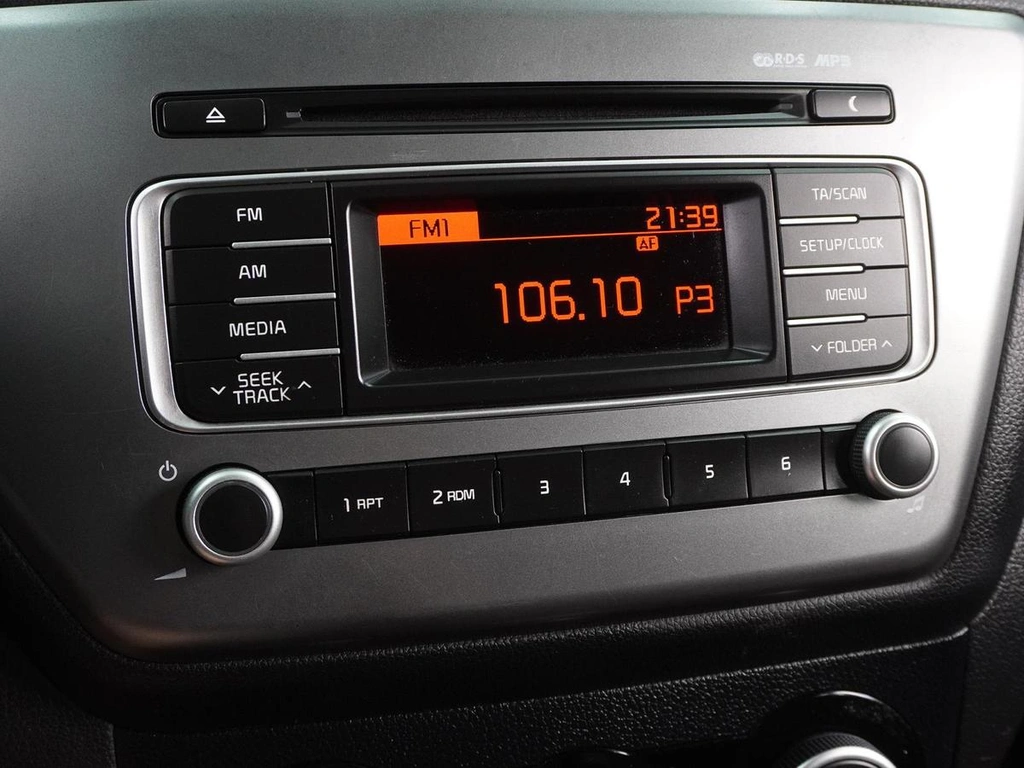 R·D·S MP3
FM
AM
MEDIA
SEEK
TRACK
FM1
21:39
AF
106.10 P3
TA/SCAN
SETUP/CLOCK
MENU
FOLDER
1 RPT
2 RDM
3
4
5
6